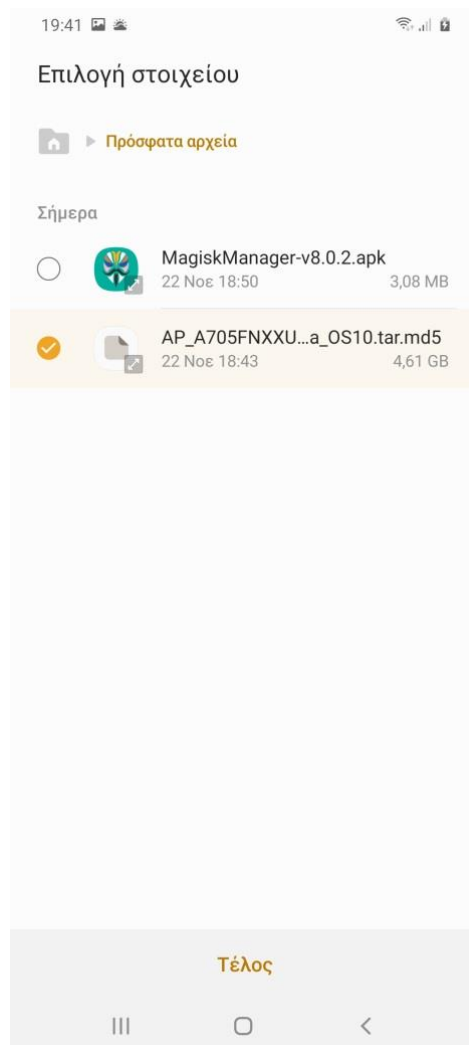 19:41
Επιλογή στοιχείου
Πρόσφατα αρχεία
Σήμερα
MagiskManager-v8.0.2.apk
22 Νοε 18:50 3,08 MB
AP_A705FNXXU...a_OS10.tar.md5
22 Νοε 18:43 4,61 GB
Τέλος